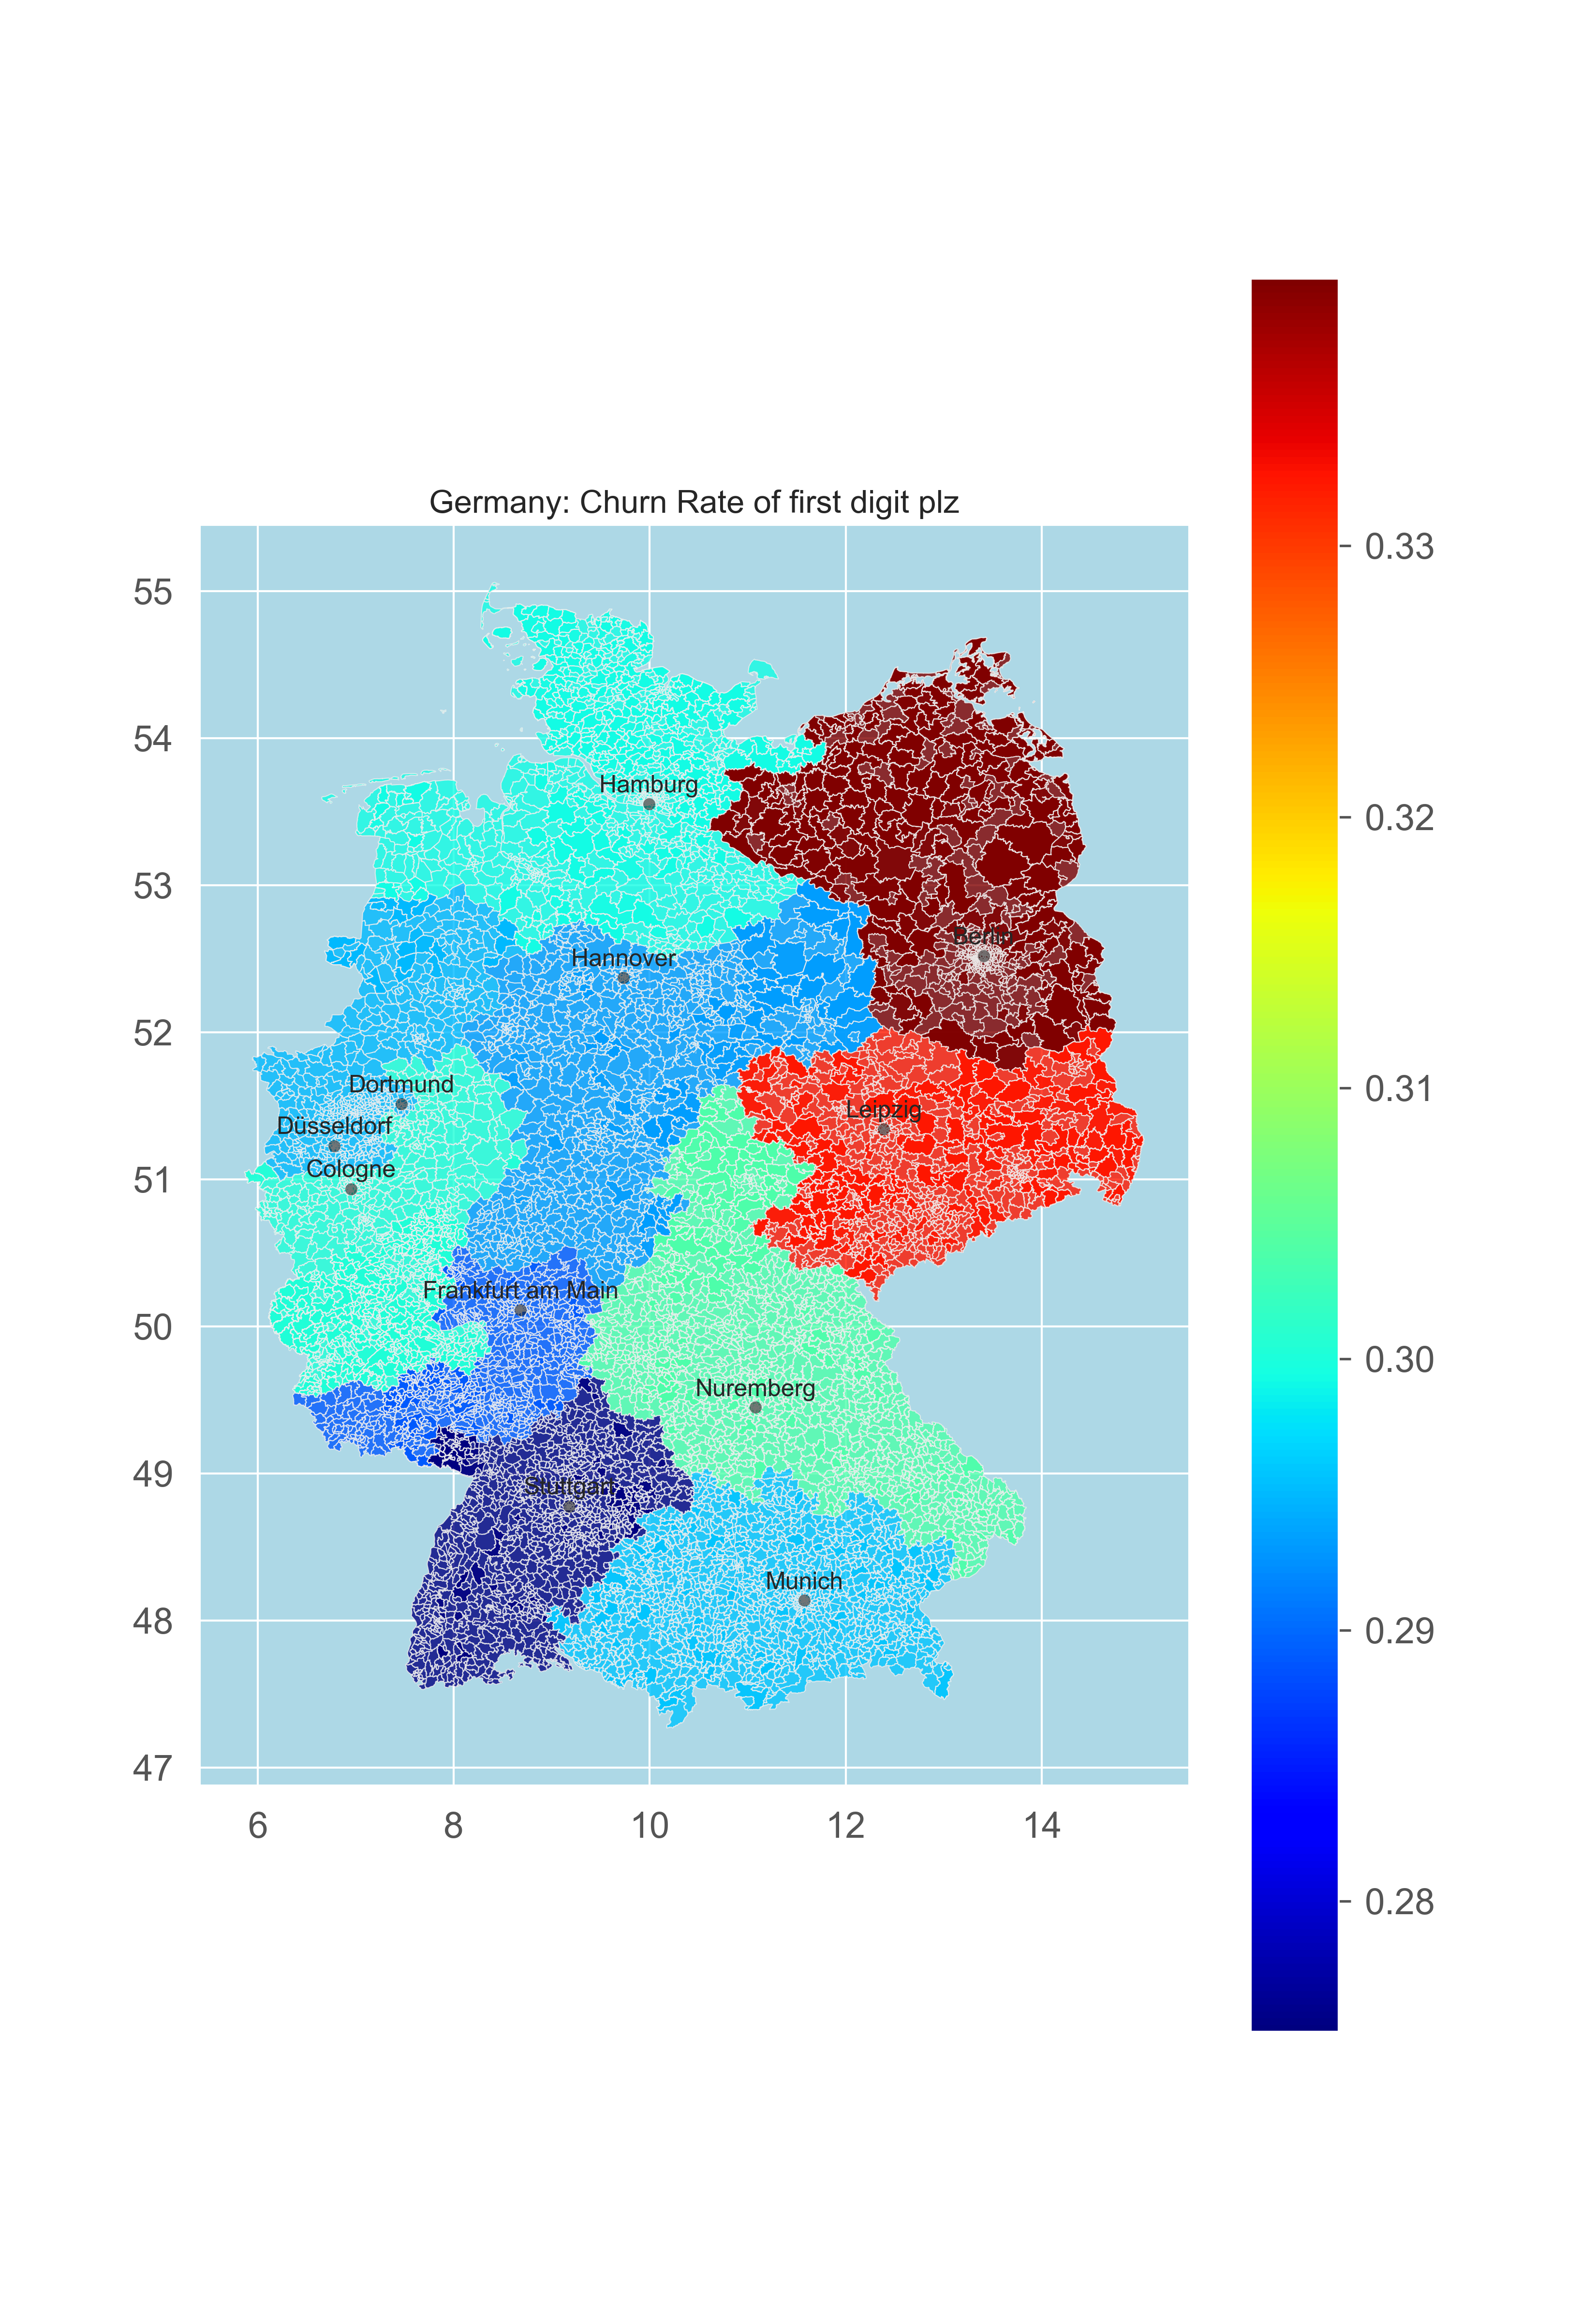 Germany: Churn Rate of first digit plz
55
54
53
52
51
50
49
48
47
6
8
10
12
14
Hamburg
Berlin
Hannover
Dortmund
Leipzig
Düsseldorf
Cologne
Frankfurt am Main
Nuremberg
Stuttgart
Munich
0.33
0.32
0.31
0.30
0.29
0.28